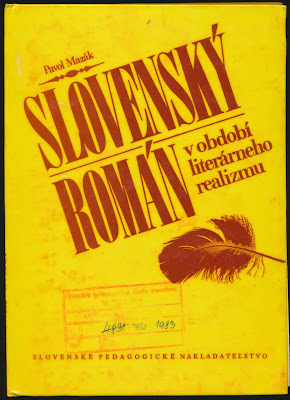 Pavol Mazák
SLOVENSKÝ
ROMÁN
v období
literárneho
realizmu
1989
SLOVENSKÉ PEDAGOGICKÉ NAKLADATEĽSTVO